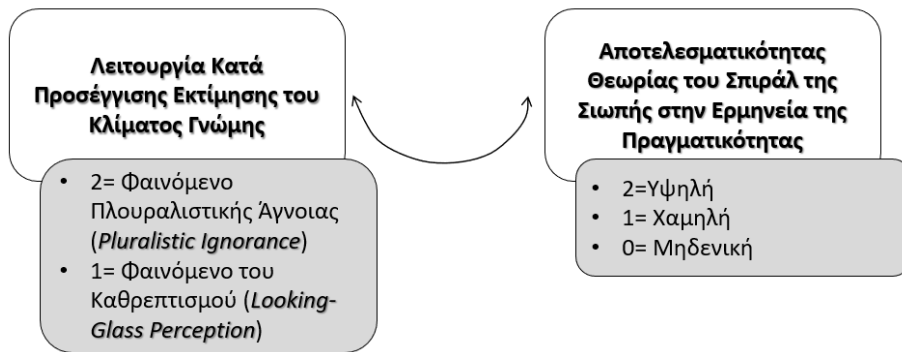 Λειτουργία Κατά
Προσέγγισης Εκτίμησης του
Κλίματος Γνώμης
• 2= Φαινόμενο
Πλουραλιστικής Άγνοιας
(Pluralistic Ignorance)
• 1= Φαινόμενο του
Καθρεπτισμού (Looking-
Glass Perception)
Αποτελεσματικότητας
Θεωρίας του Σπιράλ της
Σιωπής στην Ερμηνεία της
Πραγματικότητας
• 2=Υψηλή
• 1= Χαμηλή
• 0= Μηδενική